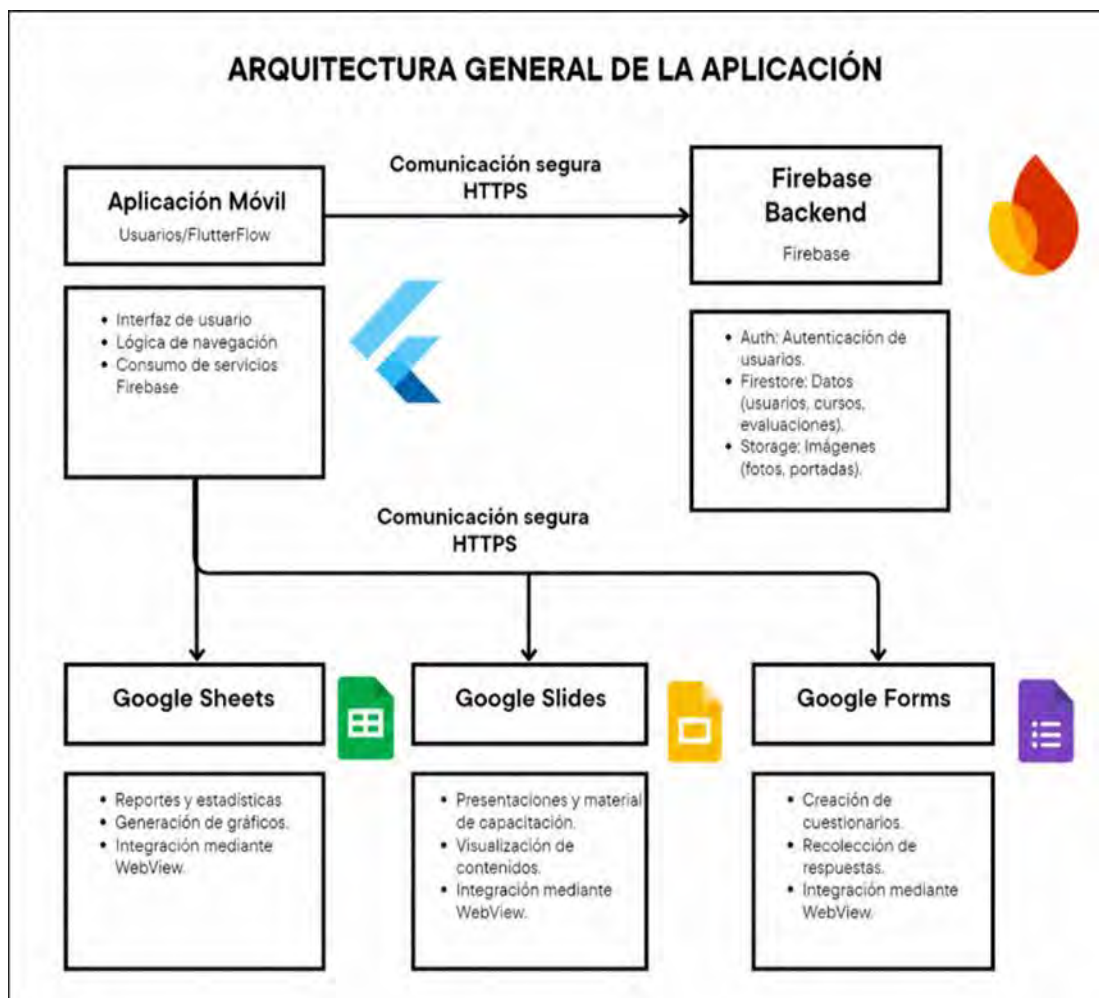 ARQUITECTURA GENERAL DE LA APLICACIÓN
Comunicación segura
HTTPS
Aplicación Móvil
Usuarios/FlutterFlow
Firebase
Backend
Firebase
• Interfaz de usuario
• Lógica de navegación
• Consumo de servicios
Firebase
• Auth: Autenticación de
usuarios.
• Firestore: Datos
(usuarios, cursos,
evaluaciones).
• Storage: Imágenes
(fotos, portadas).
Comunicación segura
HTTPS
Google Sheets
Google Slides
Google Forms
• Reportes y estadísticas
• Generación de gráficos.
• Integración mediante
WebView.
• Presentaciones y material
de capacitación.
• Visualización de
contenidos.
• Integración mediante
WebView.
• Creación de
cuestionarios.
• Recolección de
respuestas.
• Integración mediante
WebView.